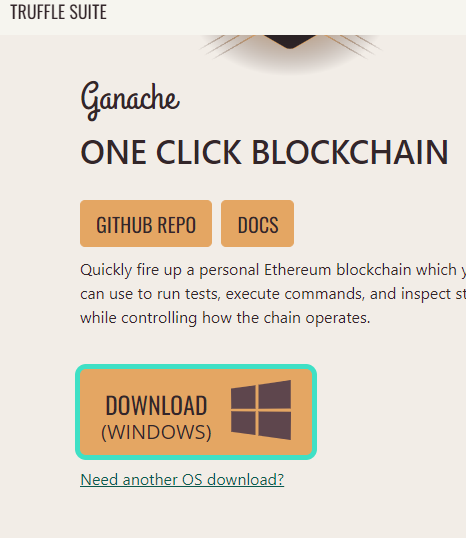 TRUFFLE SUITE
Ganache
ONE CLICK BLOCKCHAIN
GITHUB REPO DOCS
Quickly fire up a personal Ethereum blockchain which
can use to run tests, execute commands, and inspect
while controlling how the chain operates.
DOWNLOAD
(WINDOWS)
Need another OS download?